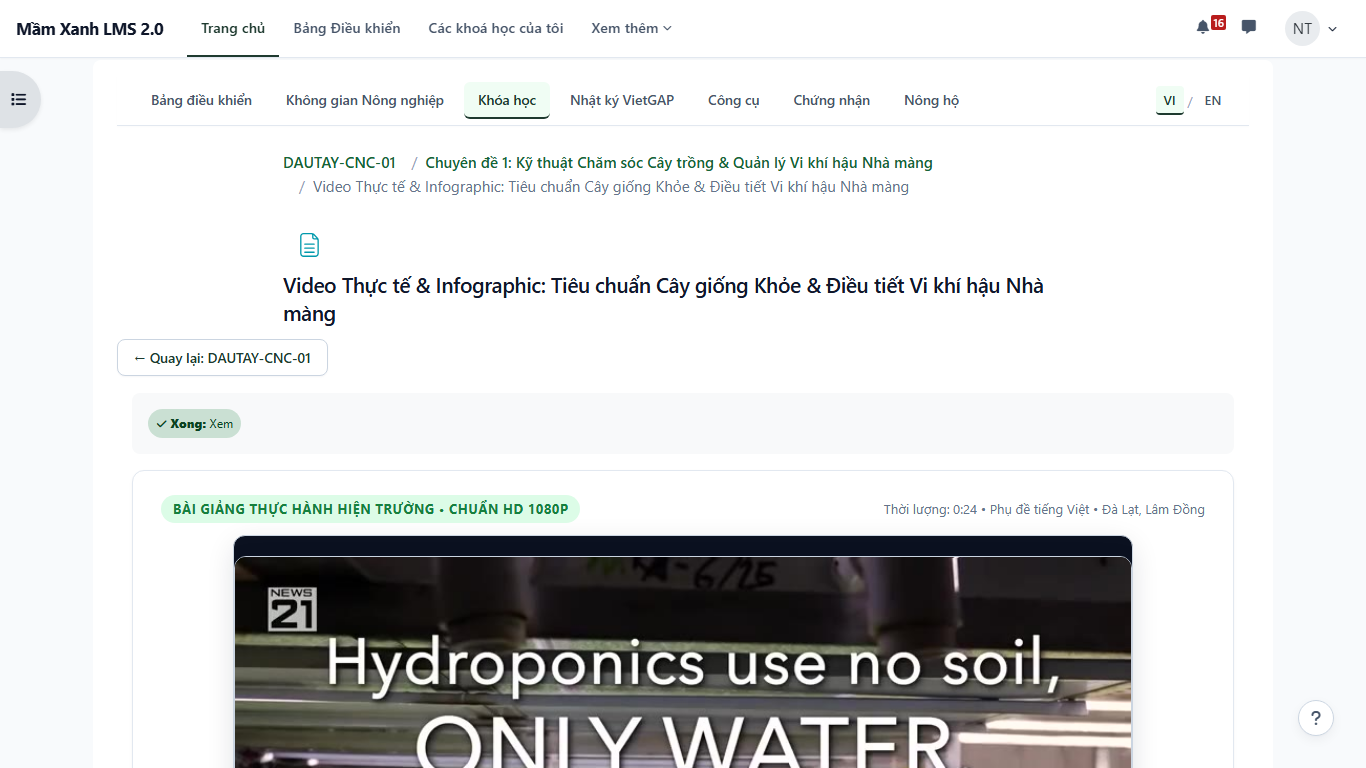 Mầm Xanh LMS 2.0
Trang chủ
Bảng Điều khiển
Các khoá học của tôi
Xem thêm
16
NT
Bảng điều khiển
Không gian Nông nghiệp
Khóa học
Nhật ký VietGAP
Công cụ
Chứng nhận
Nông hộ
VI / EN
DAUTAY-CNC-01 / Chuyên đề 1: Kỹ thuật Chăm sóc Cây trồng & Quản lý Vi khí hậu Nhà màng
/ Video Thực tế & Infographic: Tiêu chuẩn Cây giống Khỏe & Điều tiết Vi khí hậu Nhà màng
Video Thực tế & Infographic: Tiêu chuẩn Cây giống Khỏe & Điều tiết Vi khí hậu Nhà
màng
← Quay lại: DAUTAY-CNC-01
Xong: Xem
BÀI GIẢNG THỰC HÀNH HIỆN TRƯỜNG • CHUẨN HD 1080P
Thời lượng: 0:24 • Phụ đề tiếng Việt • Đà Lạt, Lâm Đồng
NEWS
21
Hydroponics use no soil,
ONLY WATER
?